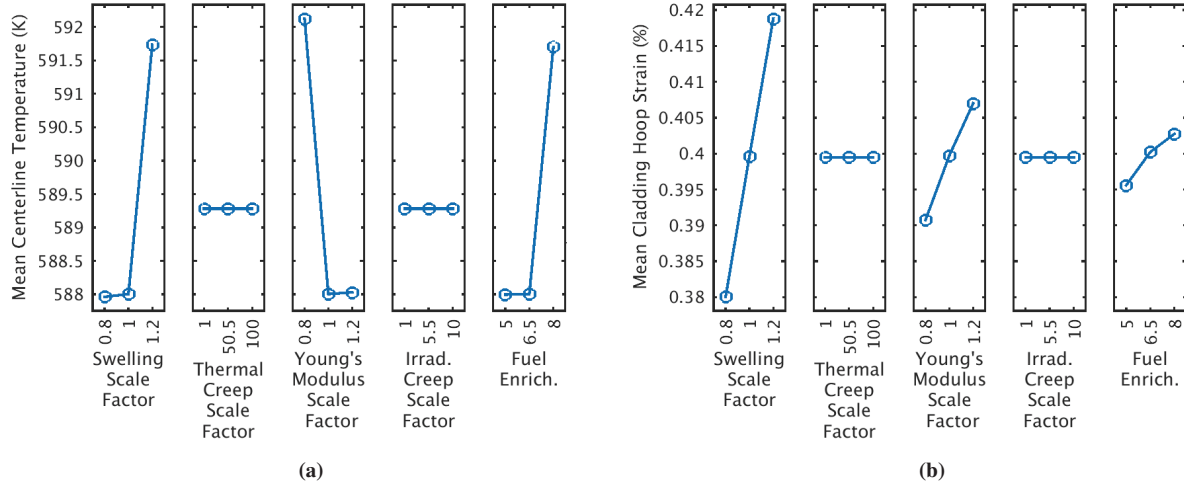 Mean Centerline Temperature (K)
592
591.5
591
590.5
590
589.5
589
588.5
588
0.8
1
1.2
Swelling
Scale
Factor
1
50.5
100
Thermal
Creep
Scale
Factor
0.8
1
1.2
Young's
Modulus
Scale
Factor
1
5.5
10
Irrad.
Creep
Scale
Factor
5
6.5
8
Fuel
Enrich.
(a)
Mean Cladding Hoop Strain (%)
0.42
0.415
0.41
0.405
0.4
0.395
0.39
0.385
0.38
0.8
1
1.2
Swelling
Scale
Factor
1
50.5
100
Thermal
Creep
Scale
Factor
0.8
1
1.2
Young's
Modulus
Scale
Factor
1
5.5
10
Irrad.
Creep
Scale
Factor
5
6.5
8
Fuel
Enrich.
(b)